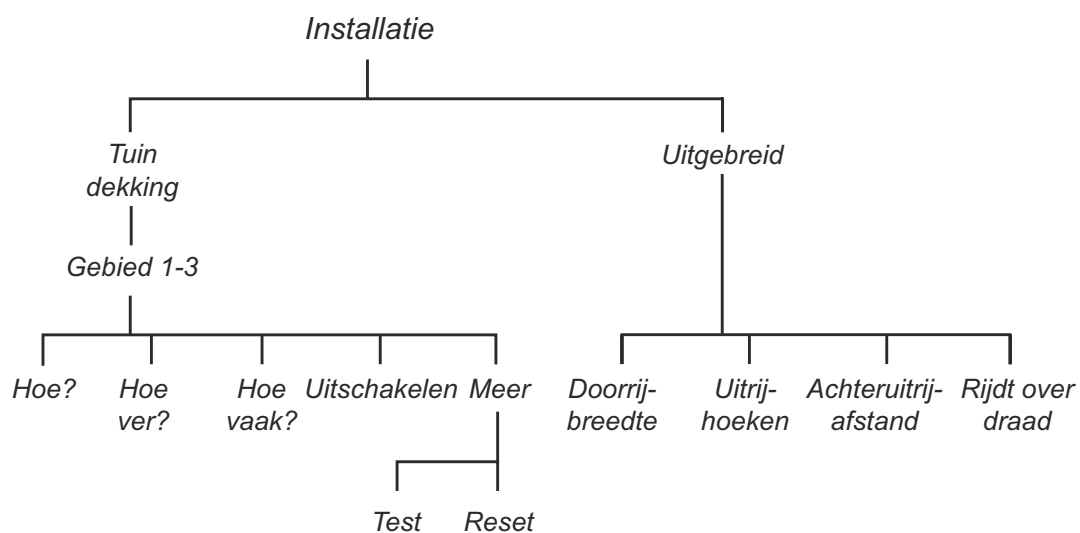 Installatie
Tuin
dekking
Uitgebreid
Gebied 1-3
Hoe?
Hoe
ver?
Hoe
vaak?
Uitschakelen
Meer
Doorrij-
breedte
Uitrij-
hoeken
Achteruitrij-
afstand
Rijdt over
draad
Test
Reset